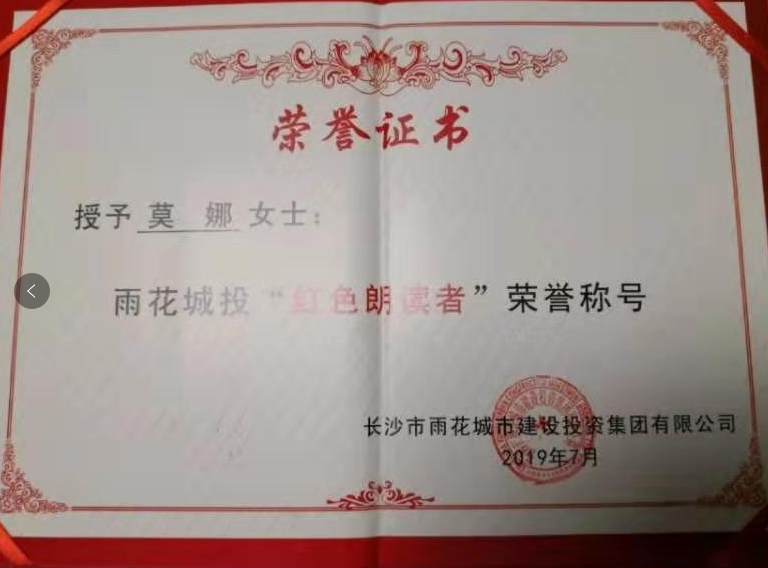 荣誉证书
授予 莫 娜 女士：
雨花城投“红色朗读者”荣誉称号
长沙市雨花城市建设投资集团有限公司
2019年7月